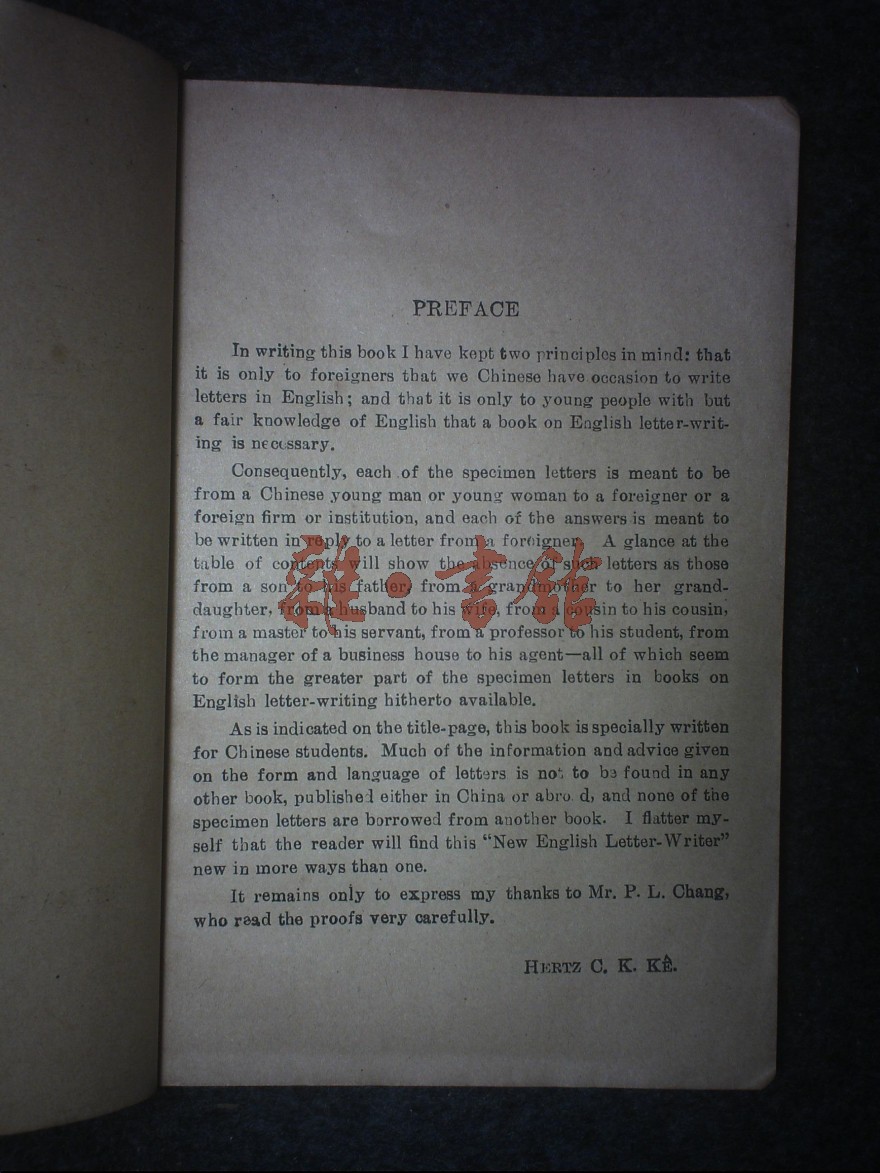 PREFACE
In writing this book I have kept two principles in mind: that
it is only to foreigners that we Chinese have occasion to write
letters in English; and that it is only to young people with but
a fair knowledge of English that a book on English letter-writ-
ing is necessary.
Consequently, each of the specimen letters is meant to be
from a Chinese young man or young woman to a foreigner or a
foreign firm or institution, and each of the answers is meant to
be written in reply to a letter from a foreigner. A glance at the
table of contents will show the absence of such letters as those
from a son to his father, from a grandmother to her grand-
daughter, from a husband to his wife, from a cousin to his cousin,
from a master to his servant, from a professor to his student, from
the manager of a business house to his agent—all of which seem
to form the greater part of the specimen letters in books on
English letter-writing hitherto available.
As is indicated on the title-page, this book is specially written
for Chinese students. Much of the information and advice given
on the form and language of letters is not to be found in any
other book, published either in China or abro d, and none of the
specimen letters are borrowed from another book. I flatter my-
self that the reader will find this “New English Letter-Writer”
new in more ways than one.
It remains only to express my thanks to Mr. P. L. Chang,
who read the proofs very carefully.
HERTZ C. K. KÊ.
雜·書館